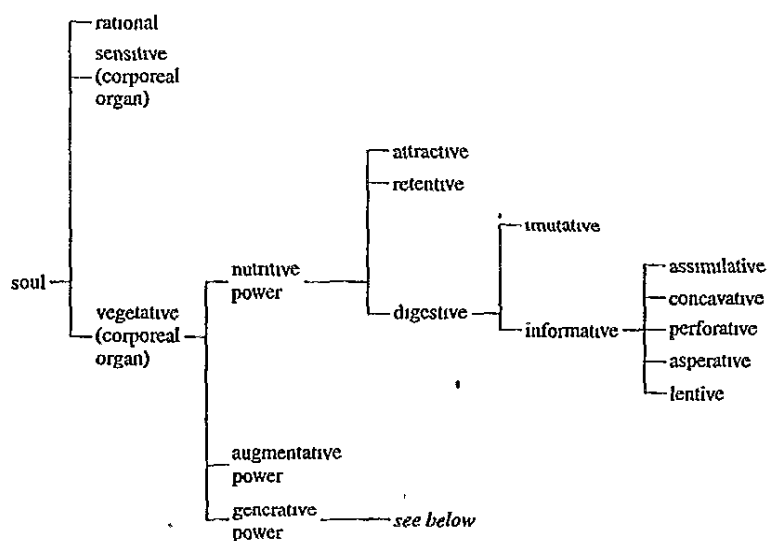 rational
sensitive
(corporeal
organ)
soul
vegetative
(corporeal
organ)
nutritive
power
attractive
retentive
digestive
imutative
informative
assimilative
concavative
perforative
asperative
lentive
augmentative
power
generative
power
see below